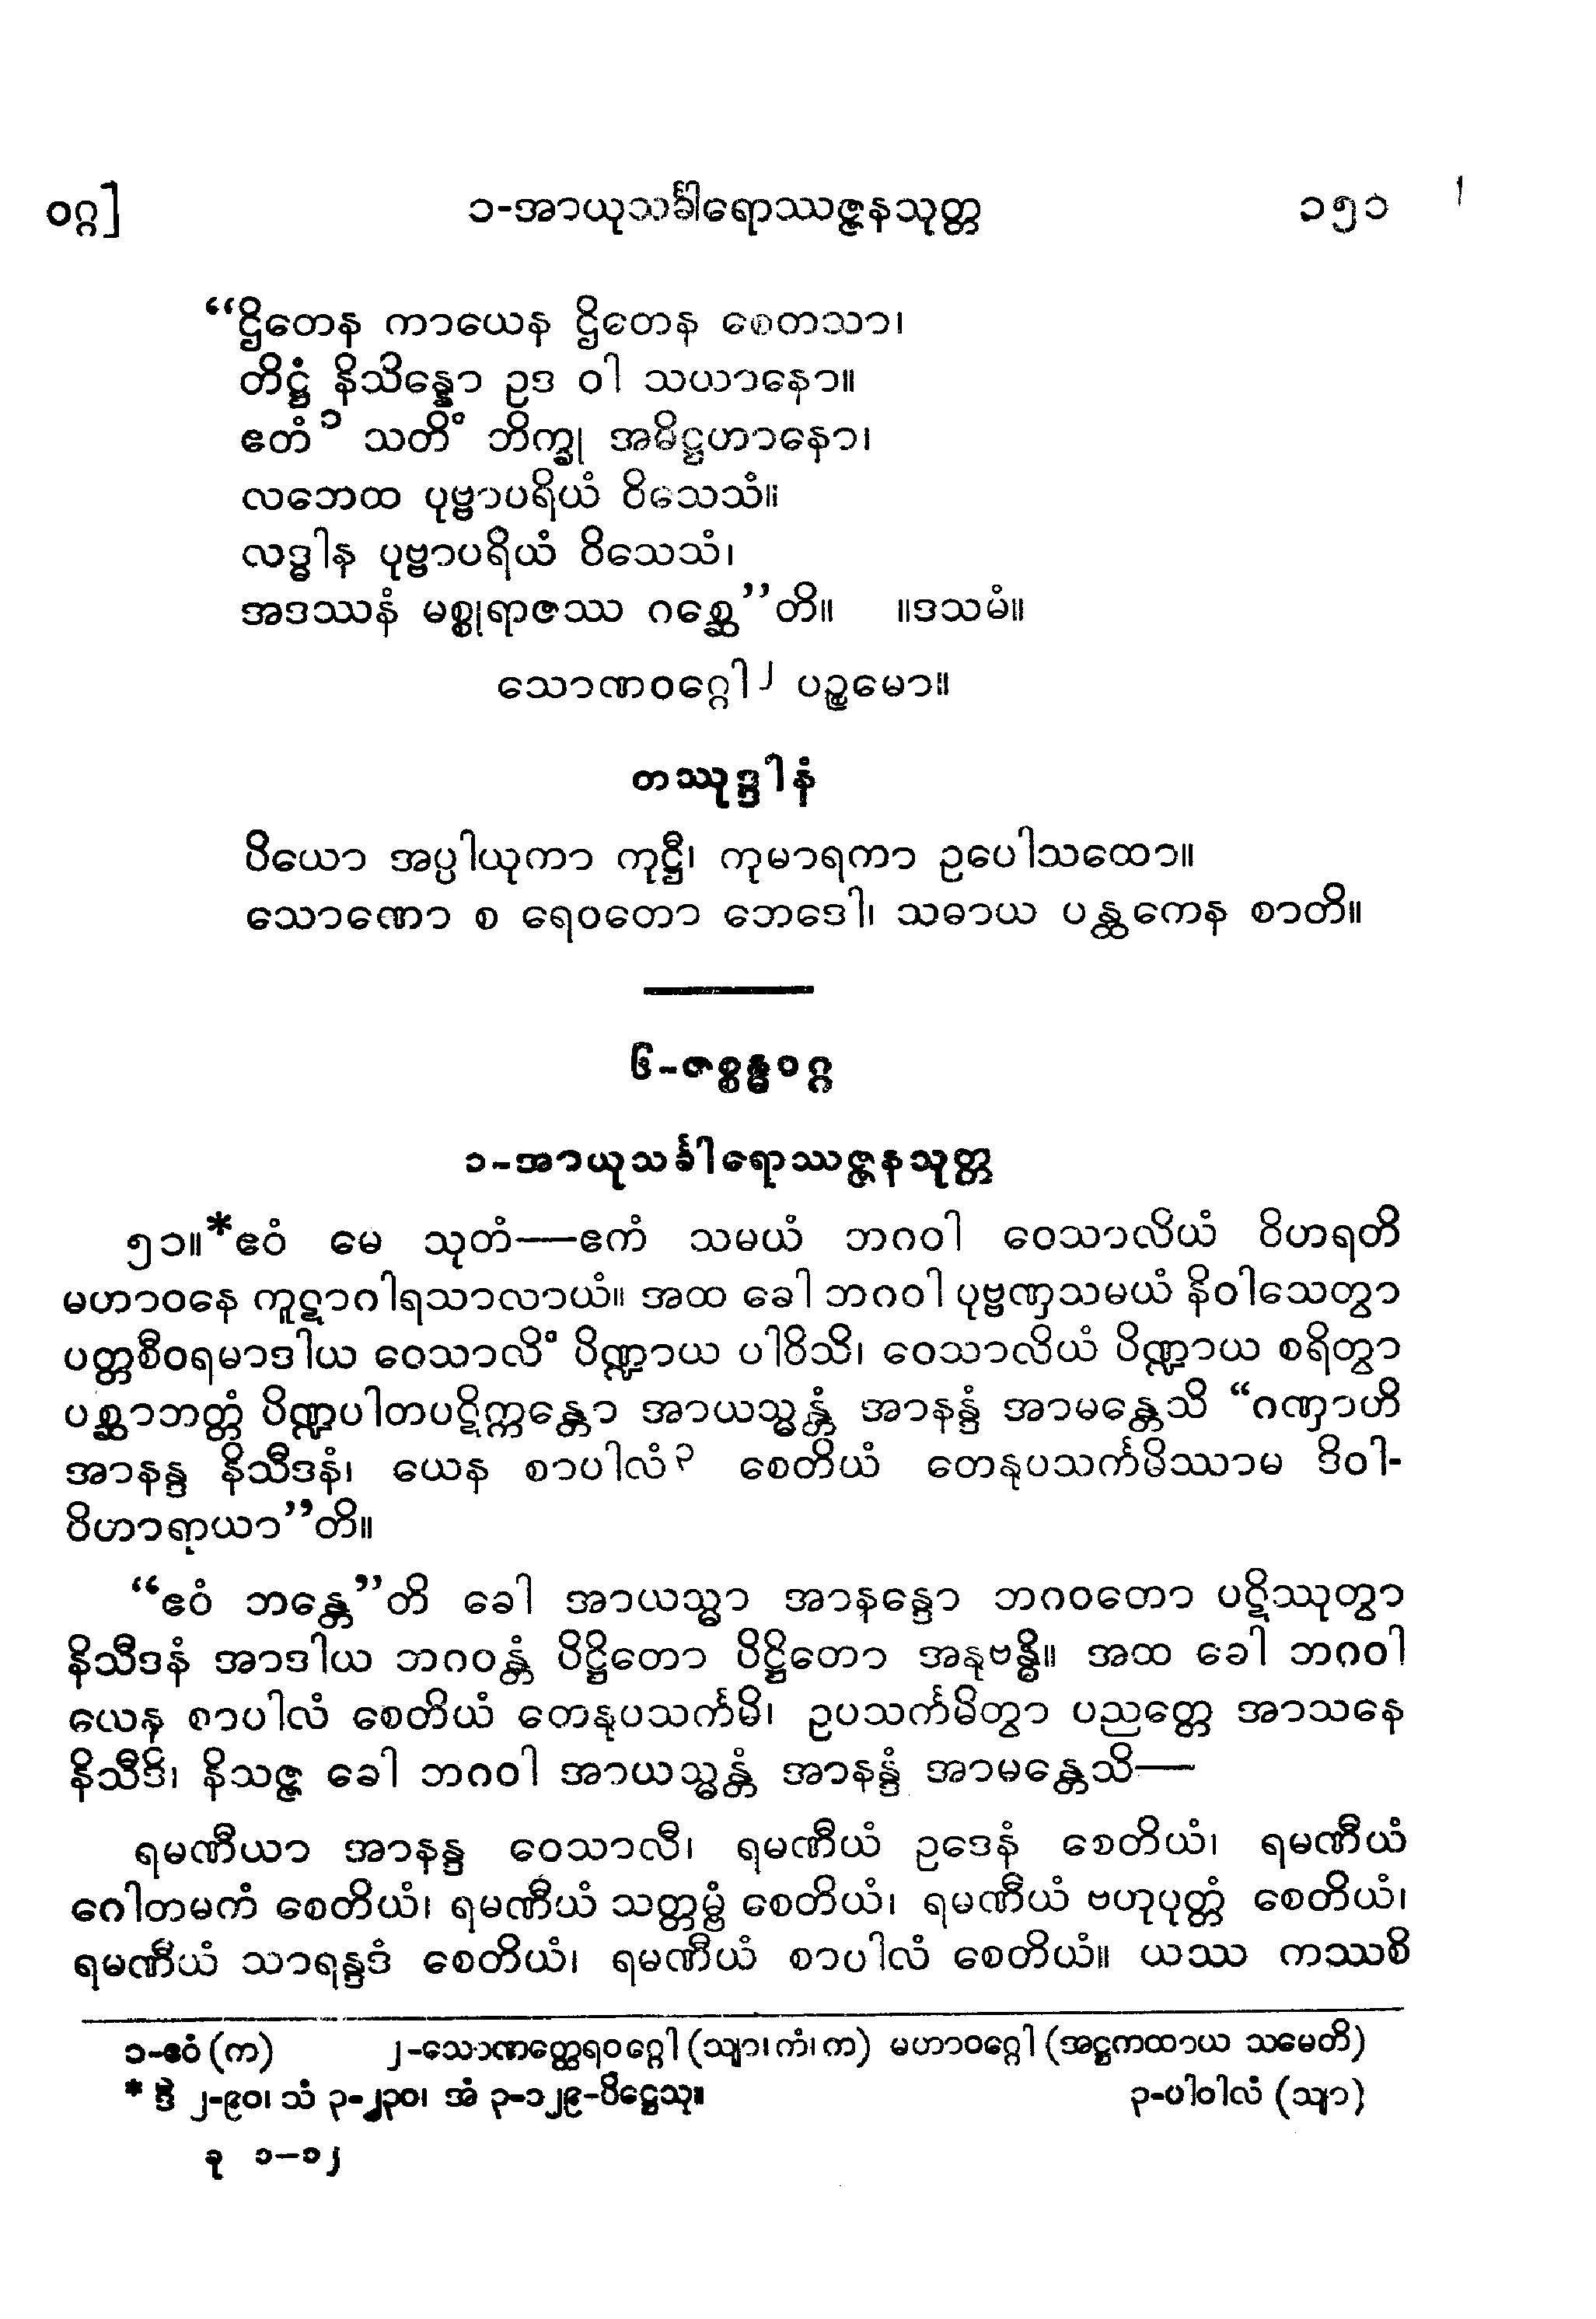 ဝဂ္ဂ] ၁-အာယုသင်္ခါရောဿဇ္ဇနသုတ္တ ၁၅၁
“ဌိတေန ကာယေန ဌိတေန စေတသာ၊
တိဋ္ဌံ နိသိန္နော ဥဒ ဝါ သယာနော။
ဧတံ၁ သတိံ ဘိက္ခု အဓိဋ္ဌဟာနော၊
လဘေထ ပုဗ္ဗာပရိယံ ဝိသေသံ။
လဒ္ဓါန ပုဗ္ဗာပရိယံ ဝိသေသံ၊
အဒဿနံ မစ္စုရာဇဿ ဂစ္ဆေ”တိ။ ။ဒသမံ။
သောဏဝဂ္ဂေါ၂ ပဉ္စမော။
တဿုဒ္ဒါနံ
ပိယော အပ္ပါယုကာ ကုဋ္ဌီ၊ ကုမာရကာ ဥပေါသထော။
သောဏော စ ရေဝတော ဘေဒေါ၊ သဓာယ ပန္ထကေန စာတိ။
၆-ဇစ္စန္ဓဝဂ္ဂ
၁-အာယုသင်္ခါရောဿဇ္ဇနသုတ္တ
၅၁။*ဧဝံ မေ သုတံ—ဧကံ သမယံ ဘဂဝါ ဝေသာလိယံ ဝိဟရတိ
မဟာဝနေ ကူဋာဂါရသာလာယံ။ အထ ခေါ ဘဂဝါ ပုဗ္ဗဏှသမယံ နိဝါသေတွာ
ပတ္တစီဝရမာဒါယ ဝေသာလိံ ပိဏ္ဍာယ ပါဝိသိ၊ ဝေသာလိယံ ပိဏ္ဍာယ စရိတွာ
ပစ္ဆာဘတ္တံ ပိဏ္ဍပါတပဋိက္ကန္တော အာယသ္မန္တံ အာနန္ဒံ အာမန္တေသိ “ဂဏှာဟိ
အာနန္ဒ နိသီဒနံ၊ ယေန စာပါလံ၃ စေတိယံ တေနုပသင်္ကမိဿာမ ဒိဝါ-
ဝိဟာရာယာ”တိ။
“ဧဝံ ဘန္တေ”တိ ခေါ အာယသ္မာ အာနန္ဒော ဘဂဝတော ပဋိဿုတွာ
နိသီဒနံ အာဒါယ ဘဂဝန္တံ ပိဋ္ဌိတော ပိဋ္ဌိတော အနုဗန္ဓိ။ အထ ခေါ ဘဂဝါ
ယေန စာပါလံ စေတိယံ တေနုပသင်္ကမိ၊ ဥပသင်္ကမိတွာ ပညတ္တေ အာသနေ
နိသီဒိ၊ နိသဇ္ဇ ခေါ ဘဂဝါ အာယသ္မန္တံ အာနန္ဒံ အာမန္တေသိ—
ရမဏီယာ အာနန္ဒ ဝေသာလီ၊ ရမဏီယံ ဥဒေနံ စေတိယံ၊ ရမဏီယံ
ဂေါတမကံ စေတိယံ၊ ရမဏီယံ သတ္တမ္ဗံ စေတိယံ၊ ရမဏီယံ ဗဟုပုတ္တံ စေတိယံ၊
ရမဏီယံ သာရန္ဒဒံ စေတိယံ၊ ရမဏီယံ စာပါလံ စေတိယံ။ ယဿ ကဿစိ
၁-ဧဝံ (က) ၂-သောဏတ္ထေရဝဂ္ဂေါ (သျာ၊ ကံ၊ က) မဟာဝဂ္ဂေါ (အဋ္ဌကထာယ သမေတိ)
* ဒီ ၂-၉၀၊ သံ ၃-၂၃၀၊ အံ ၃-၁၂၉-ပိဋ္ဌေသု။ ၃-ပါဝါလံ (သျာ)
ခု ၁—၁၂